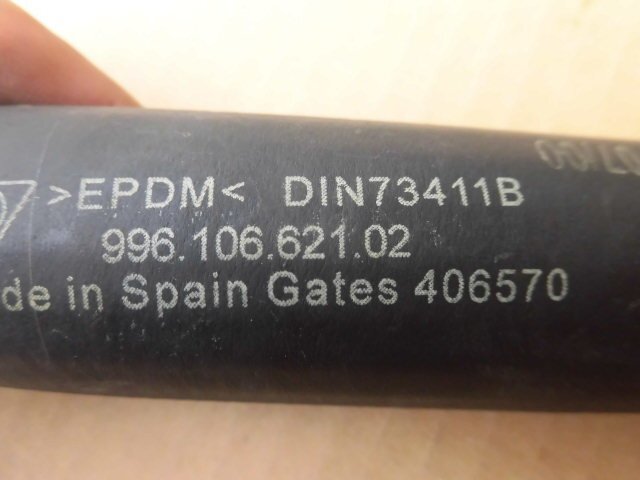 >EPDM< DIN73411B
996.106.621.02
de in Spain Gates 406570